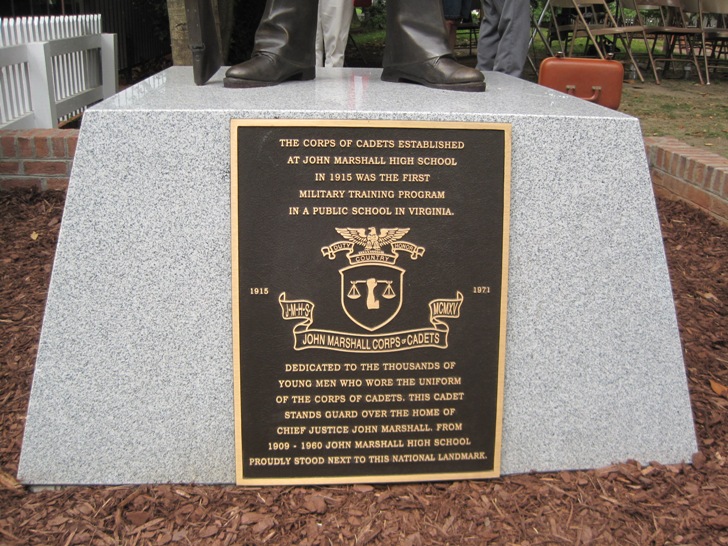 THE CORPS OF CADETS ESTABLISHED
AT JOHN MARSHALL HIGH SCHOOL
IN 1915 WAS THE FIRST
MILITARY TRAINING PROGRAM
IN A PUBLIC SCHOOL IN VIRGINIA.
DUTY HONOR
COUNTRY
1915 1971
J-M-H-S MCMXV
JOHN MARSHALL CORPS OF CADETS
DEDICATED TO THE THOUSANDS OF
YOUNG MEN WHO WORE THE UNIFORM
OF THE CORPS OF CADETS. THIS CADET
STANDS GUARD OVER THE HOME OF
CHIEF JUSTICE JOHN MARSHALL. FROM
1909 - 1960 JOHN MARSHALL HIGH SCHOOL
PROUDLY STOOD NEXT TO THIS NATIONAL LANDMARK.